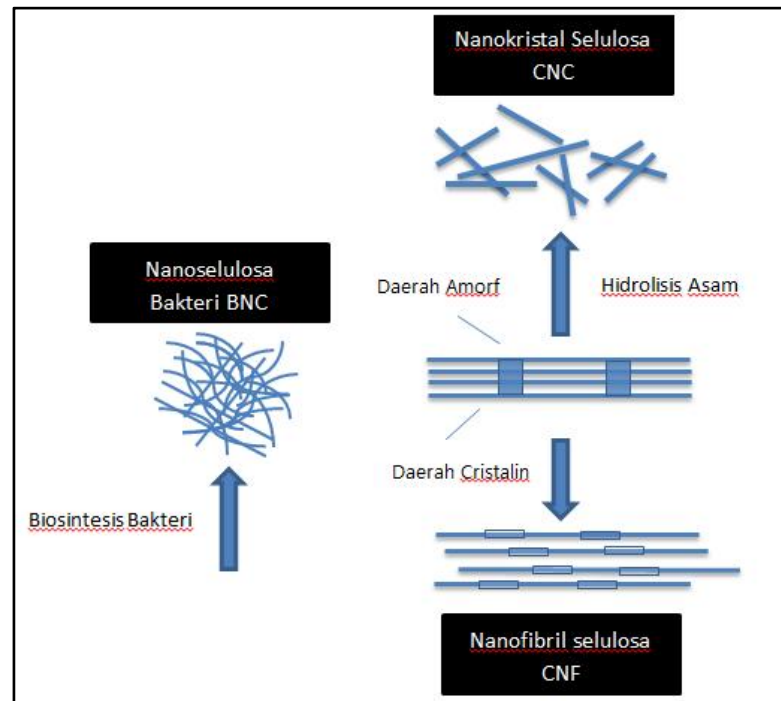 Nanokristal Selulosa
CNC
Nanoselulosa
Bakteri BNC
Daerah Amorf
Hidrolisis Asam
Daerah Cristalin
Biosintesis Bakteri
Nanofibril selulosa
CNF